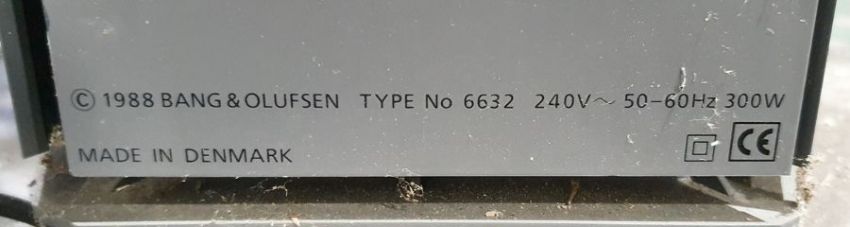 © 1988 BANG & OLUFSEN TYPE No 6632 240V~ 50-60Hz 300W
MADE IN DENMARK CE